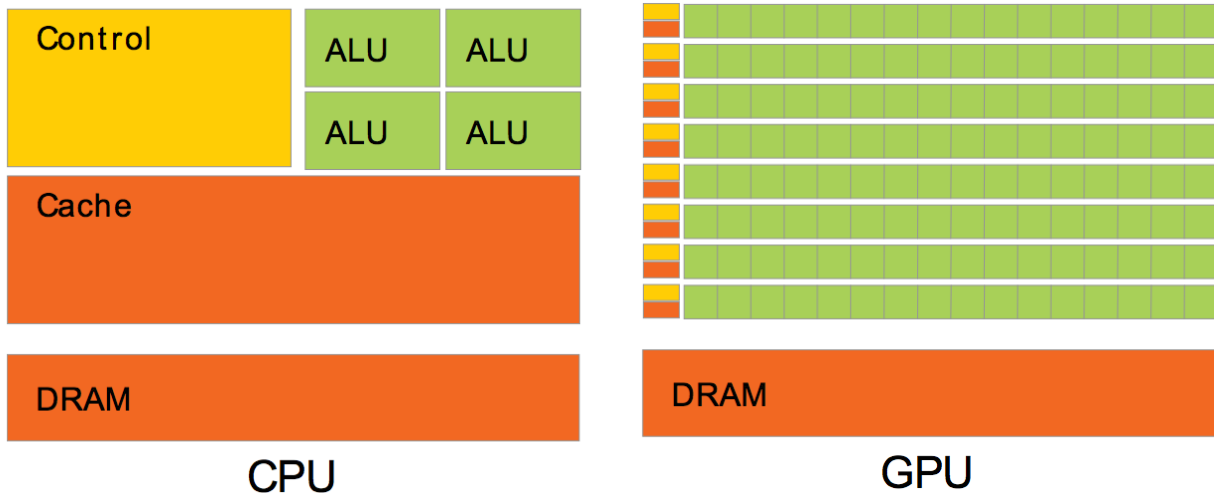 Control
ALU ALU
ALU ALU
Cache
DRAM
CPU
DRAM
GPU